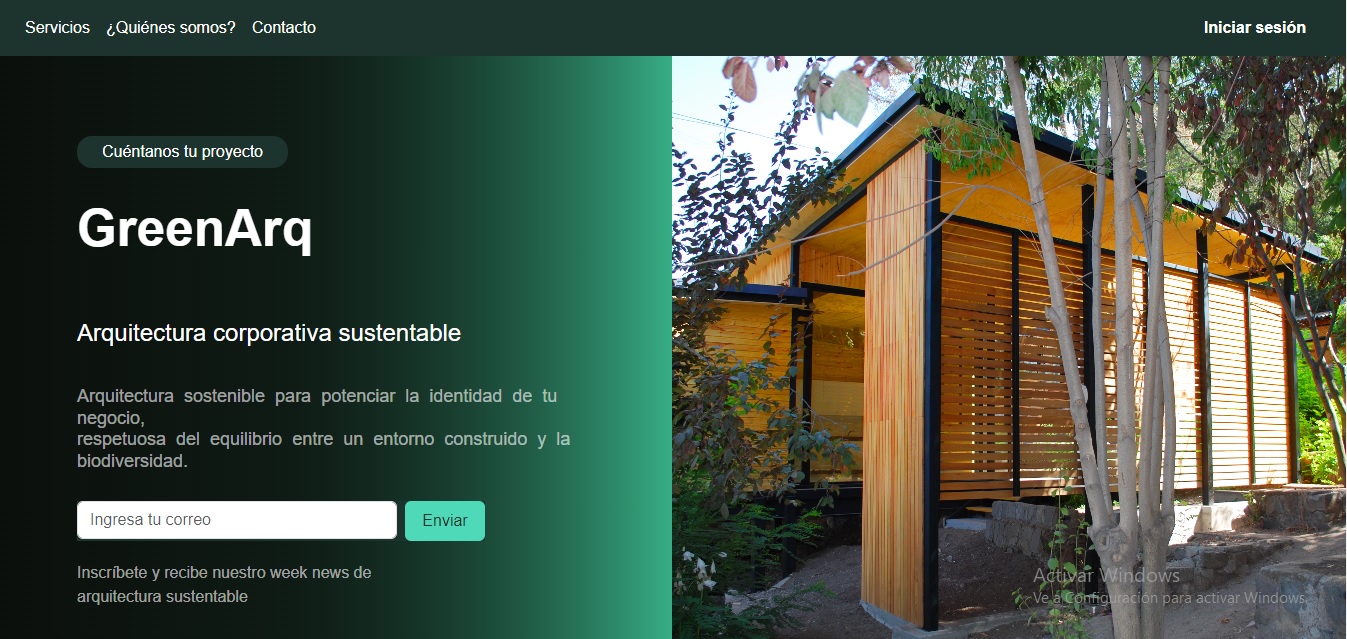 Servicios ¿Quiénes somos? Contacto Iniciar sesión
Cuéntanos tu proyecto
GreenArq
Arquitectura corporativa sustentable
Arquitectura sostenible para potenciar la identidad de tu
negocio,
respetuosa del equilibrio entre un entorno construido y la
biodiversidad.
Ingresa tu correo Enviar
Inscríbete y recibe nuestro week news de
arquitectura sustentable
Activar Windows
Ve a Configuración para activar Windows.